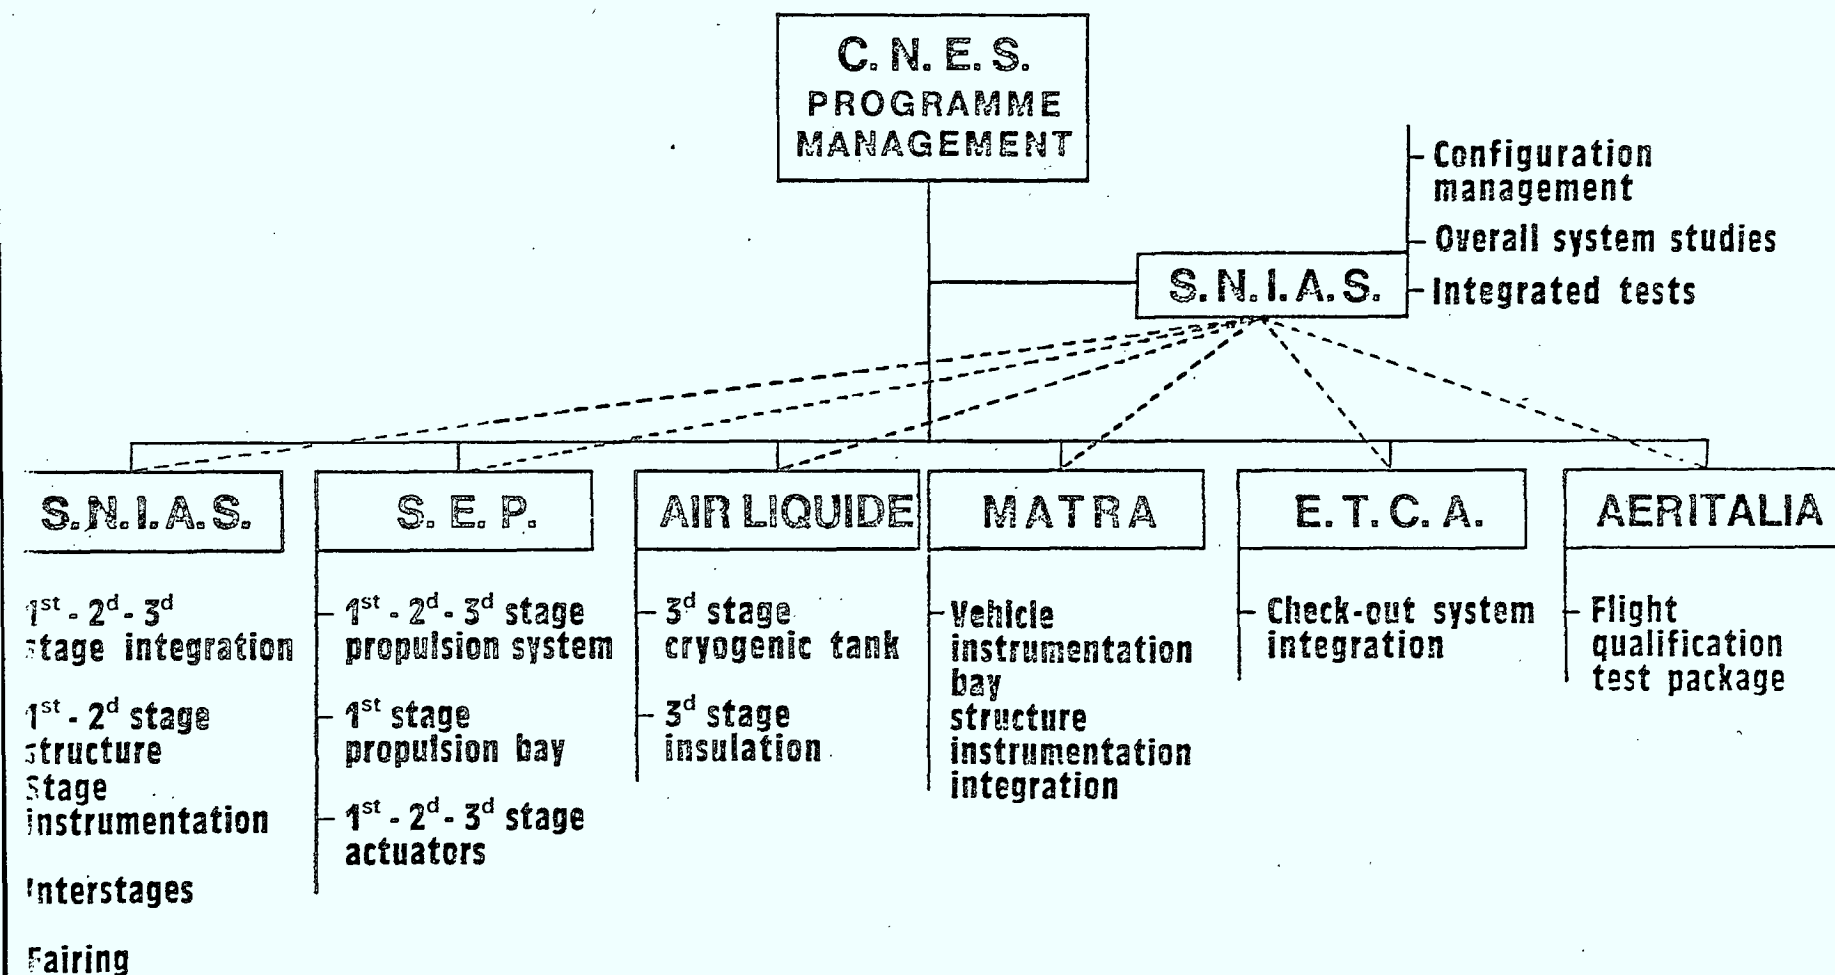 C. N. E. S.
PROGRAMME
MANAGEMENT
Configuration
management
Overall system studies
S. N. I. A. S.
Integrated tests
S. N. I. A. S.
1st - 2d - 3d
stage integration
1st - 2d stage
structure
Stage
instrumentation
Interstages
Fairing
S. E. P.
1st - 2d - 3d stage
propulsion system
1st stage
propulsion bay
1st - 2d - 3d stage
actuators
AIR LIQUIDE
3d stage
cryogenic tank
3d stage
insulation
MATRA
Vehicle
instrumentation
bay
structure
instrumentation
integration
E. T. C. A.
Check-out system
integration
AERITALIA
Flight
qualification
test package